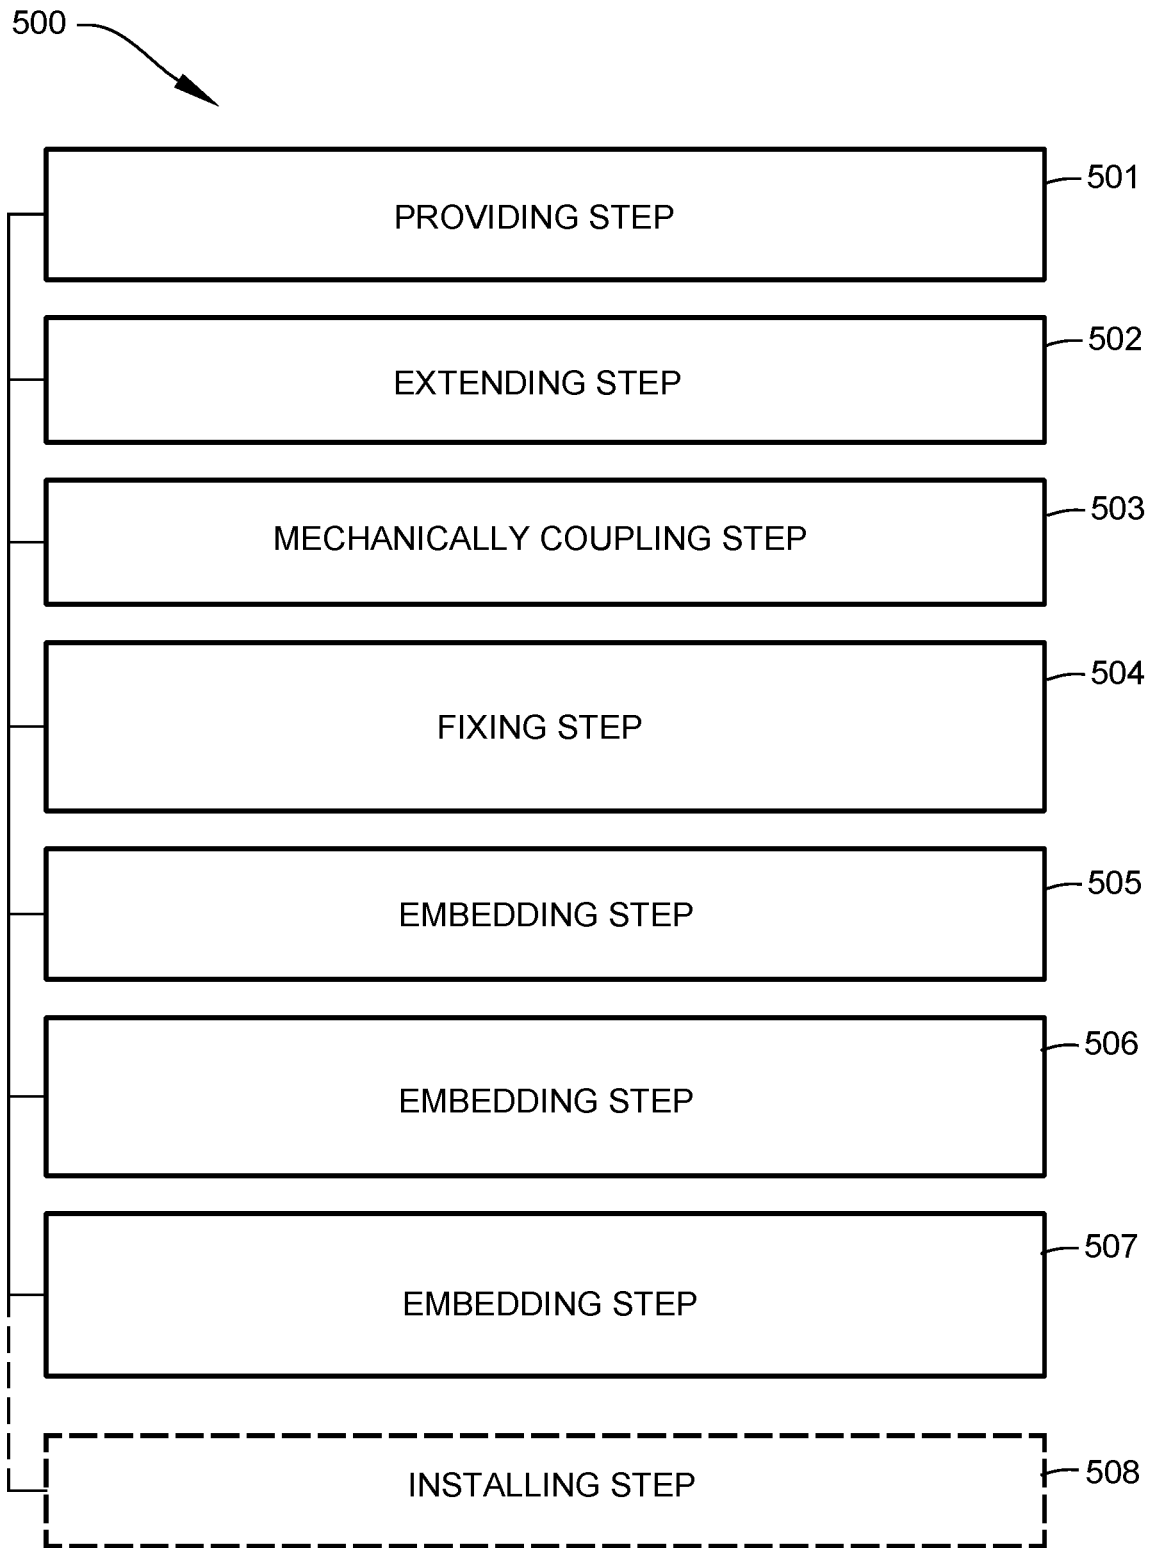 500
501
PROVIDING STEP
502
EXTENDING STEP
503
MECHANICALLY COUPLING STEP
504
FIXING STEP
505
EMBEDDING STEP
506
EMBEDDING STEP
507
EMBEDDING STEP
508
INSTALLING STEP